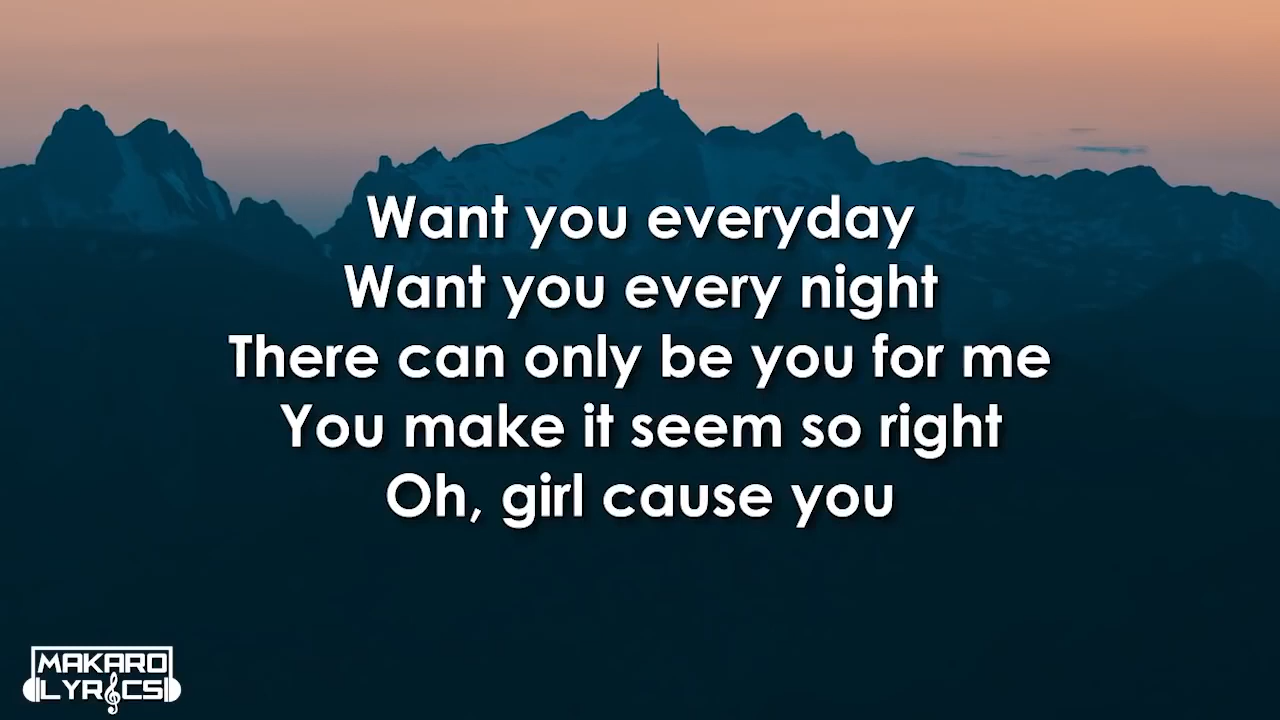 Want you everyday
Want you every night
There can only be you for me
You make it seem so right
Oh, girl cause you
MAKARO
LYRICS